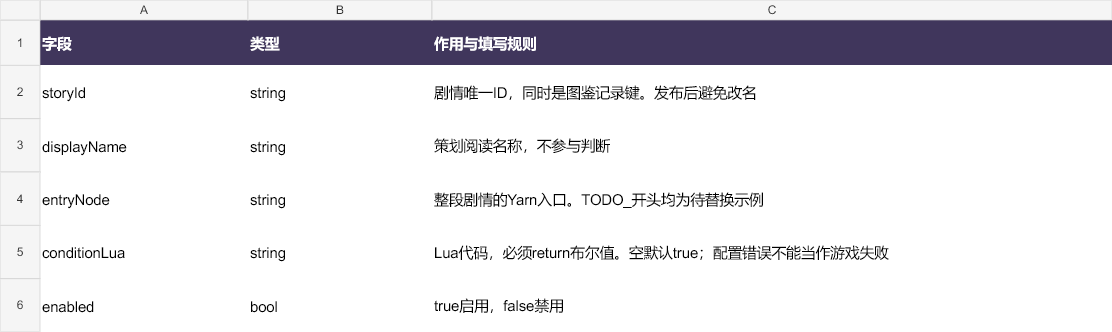 A B C
1 字段 类型 作用与填写规则
2 storyId string 剧情唯一ID，同时是图鉴记录键。发布后避免改名
3 displayName string 策划阅读名称，不参与判断
4 entryNode string 整段剧情的Yarn入口。TODO_开头均为待替换示例
5 conditionLua string Lua代码，必须return布尔值。空默认true；配置错误不能当作游戏失败
6 enabled bool true启用，false禁用